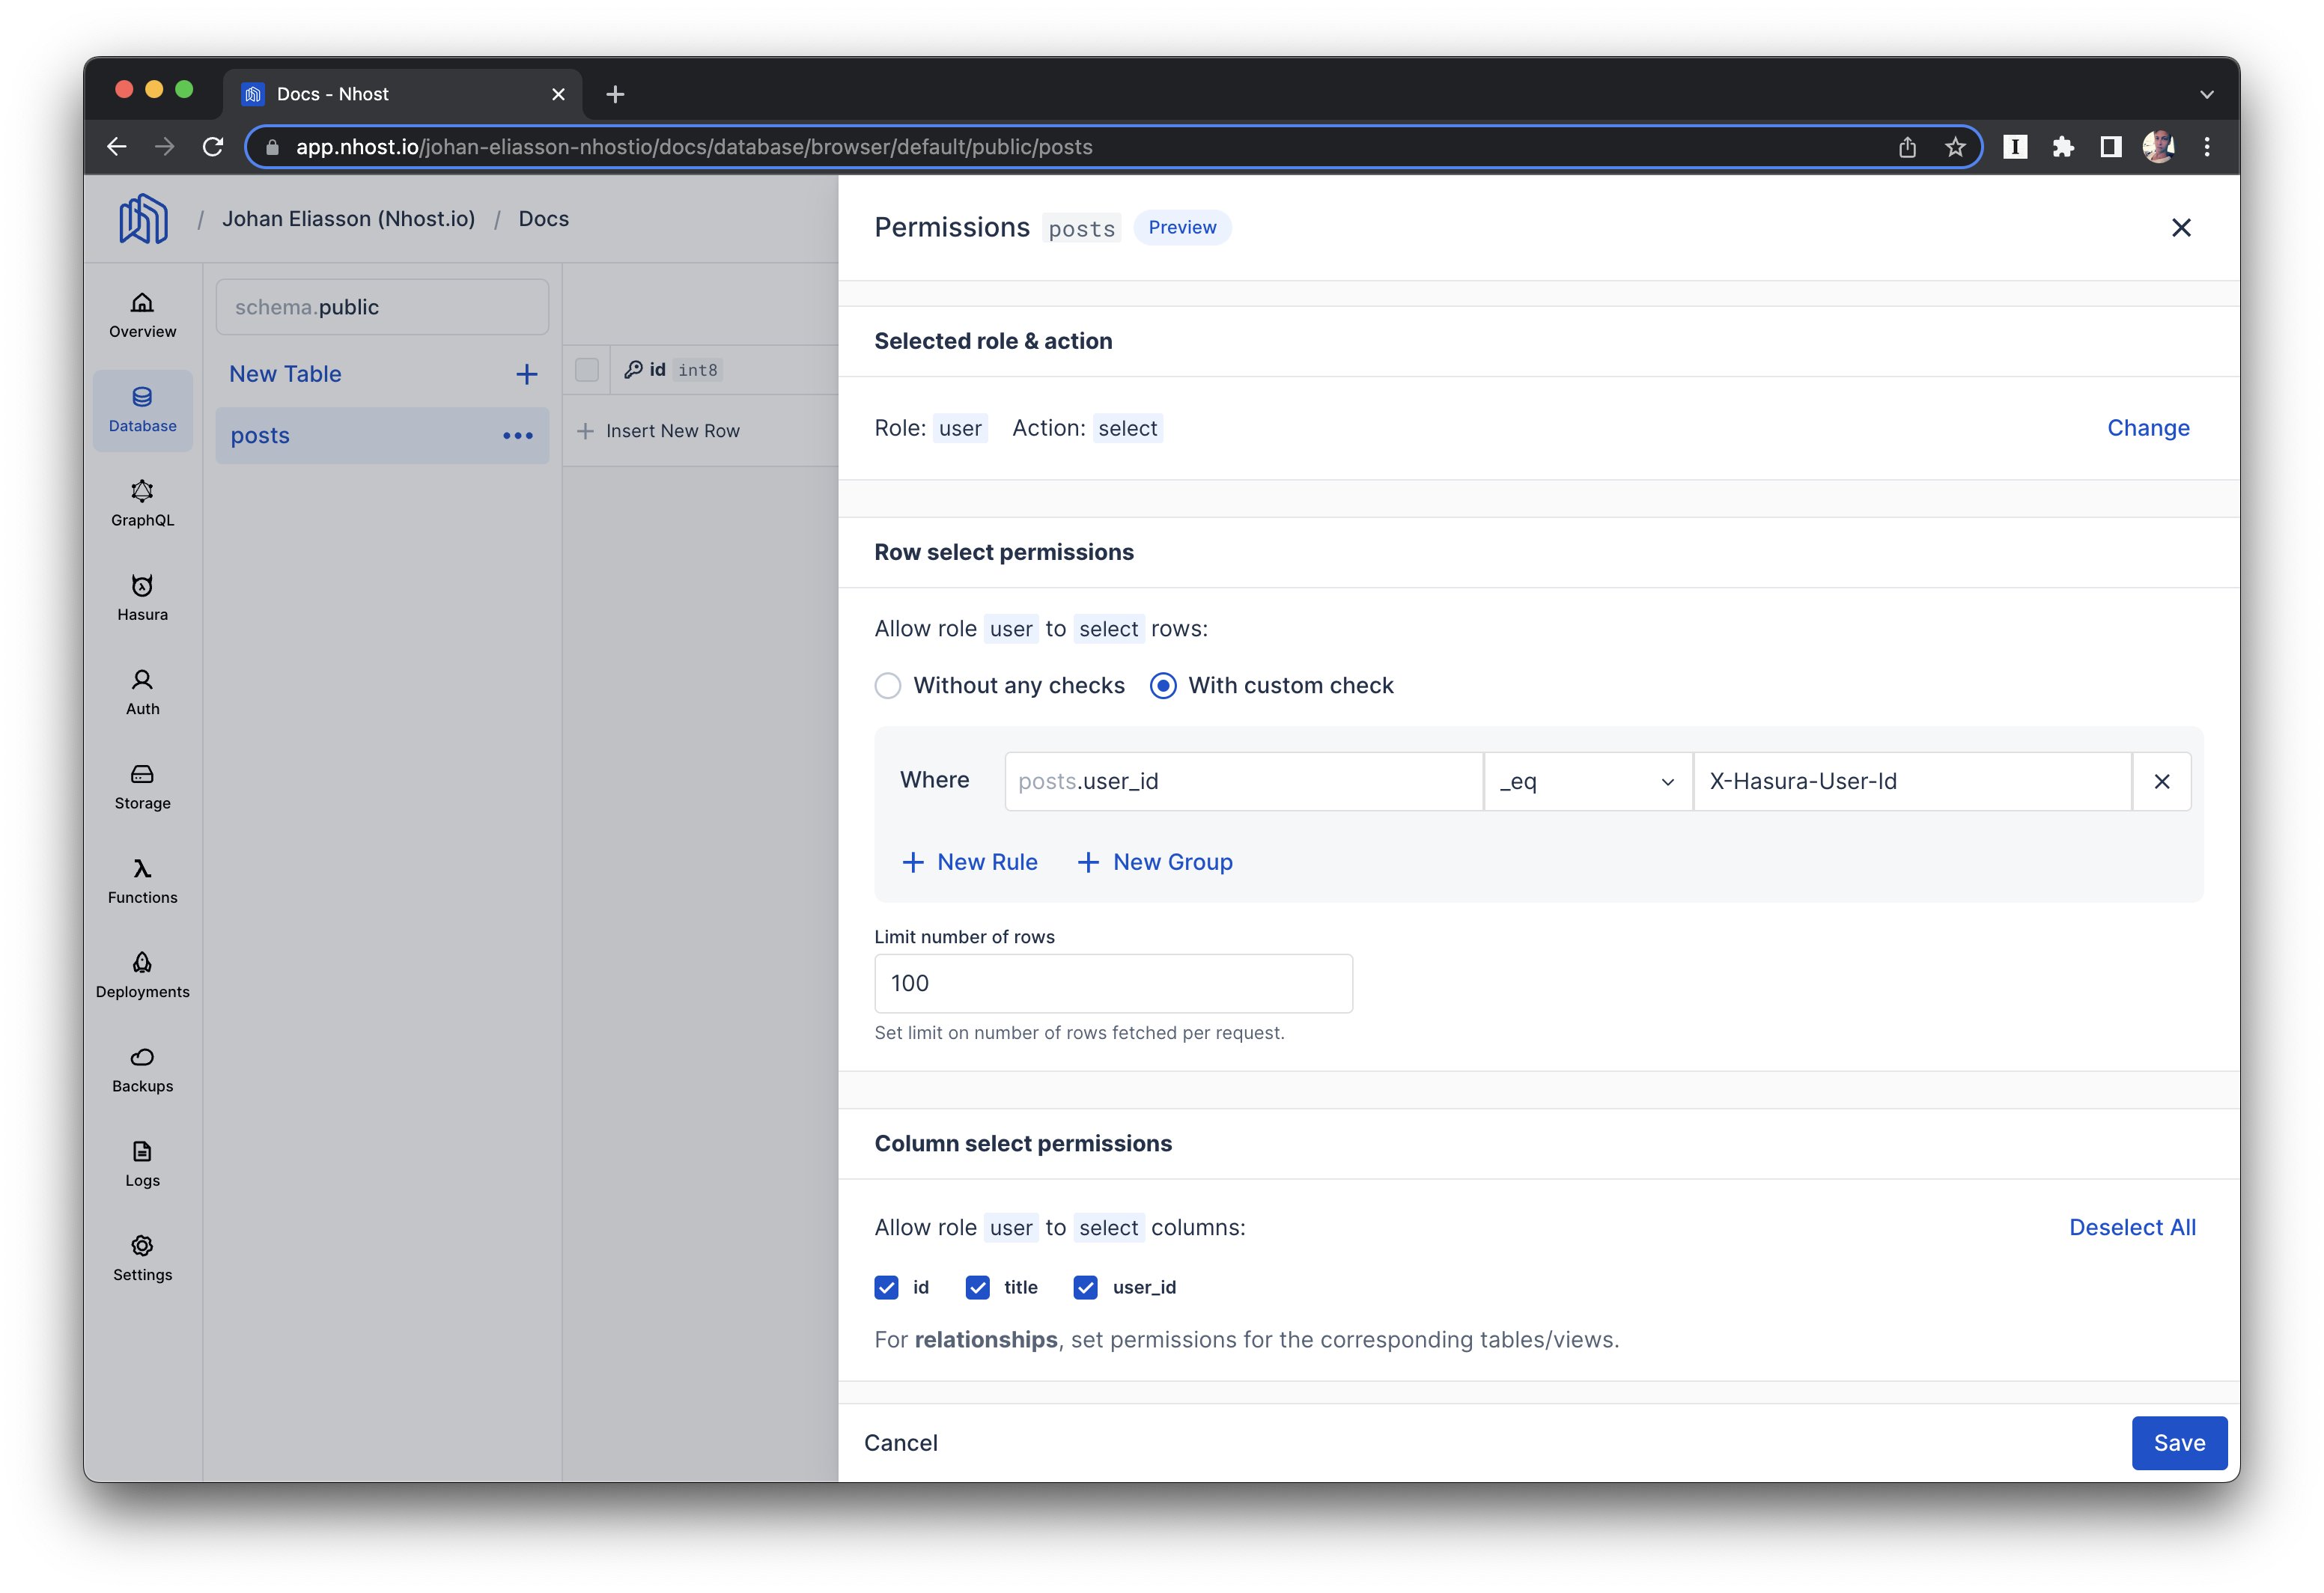 Docs - Nhost
app.nhost.io/johan-eliasson-nhostio/docs/database/browser/default/public/posts
/ Johan Eliasson (Nhost.io) / Docs
Overview
Database
GraphQL
Hasura
Auth
Storage
Functions
Deployments
Backups
Logs
Settings
schema.public
New Table
posts
id int8
Insert New Row
Permissions posts Preview
Selected role & action
Role: user Action: select Change
Row select permissions
Allow role user to select rows:
Without any checks With custom check
Where posts.user_id _eq X-Hasura-User-Id
New Rule New Group
Limit number of rows
100
Set limit on number of rows fetched per request.
Column select permissions
Allow role user to select columns: Deselect All
id title user_id
For relationships, set permissions for the corresponding tables/views.
Cancel Save